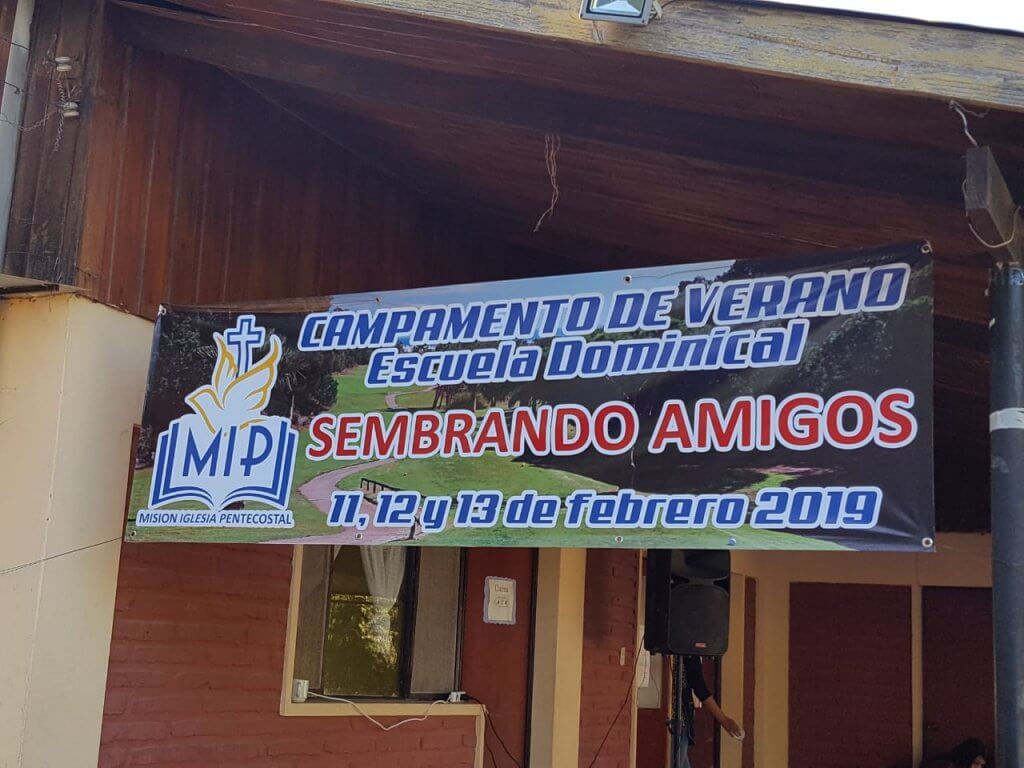 CAMPAMENTO DE VERANO
Escuela Dominical
SEMBRANDO AMIGOS
11, 12 y 13 de febrero 2019
MIP
MISION IGLESIA PENTECOSTAL